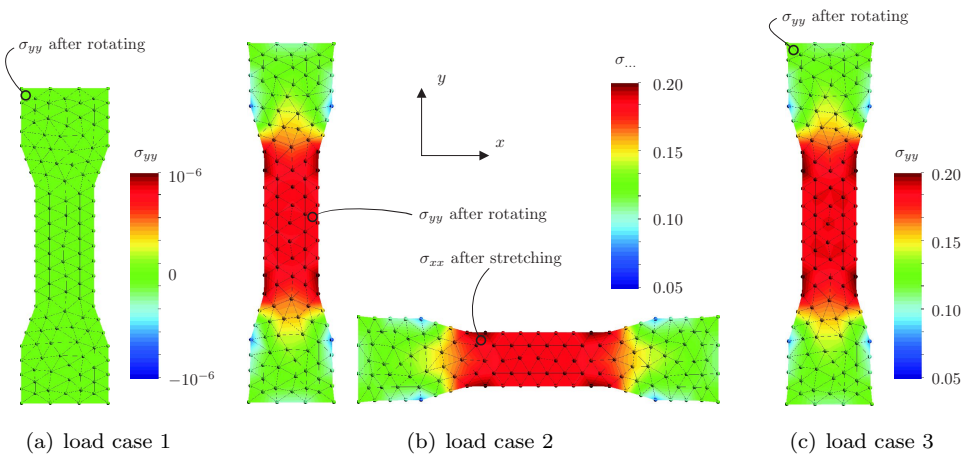 σyy after rotating
σyy
10⁻⁶
0
−10⁻⁶
(a) load case 1
y
x
σ...
0.20
0.15
0.10
0.05
σyy after rotating
σxx after stretching
(b) load case 2
σyy after rotating
σyy
0.20
0.15
0.10
0.05
(c) load case 3